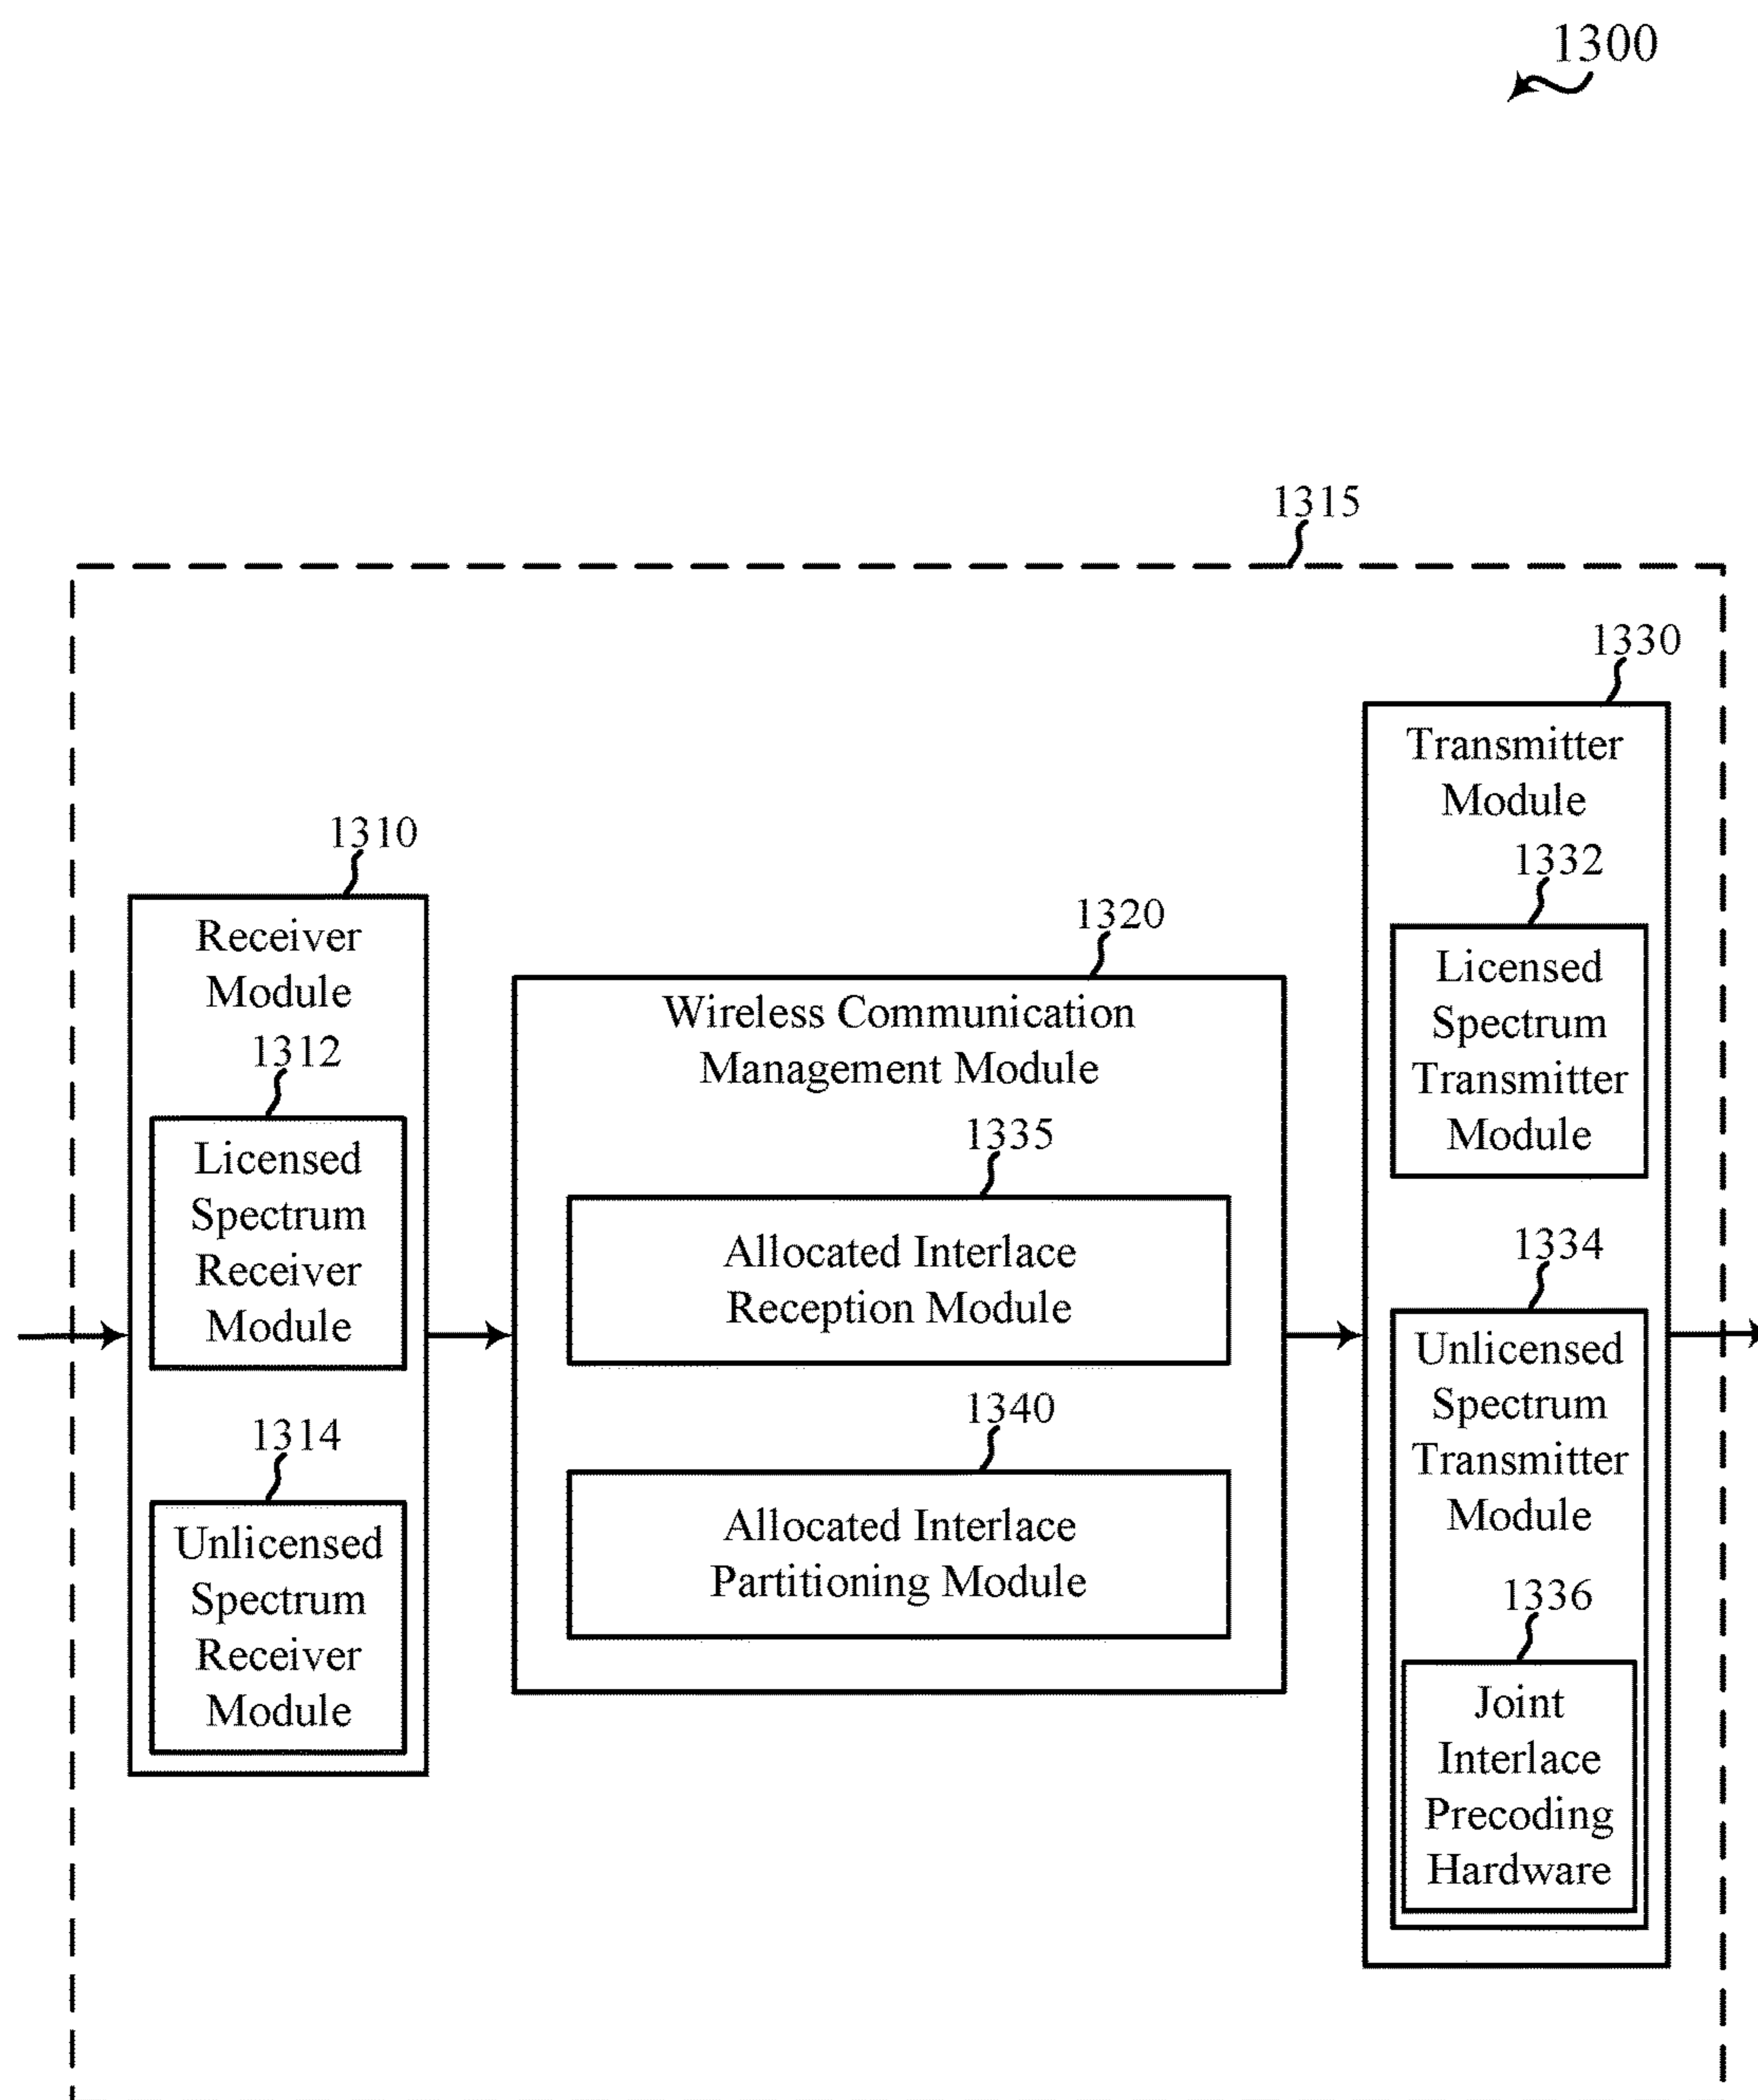 1300
1315
1310
Receiver
Module
1312
Licensed
Spectrum
Receiver
Module
1314
Unlicensed
Spectrum
Receiver
Module
1320
Wireless Communication
Management Module
1335
Allocated Interlace
Reception Module
1340
Allocated Interlace
Partitioning Module
1330
Transmitter
Module
1332
Licensed
Spectrum
Transmitter
Module
1334
Unlicensed
Spectrum
Transmitter
Module
1336
Joint
Interlace
Precoding
Hardware